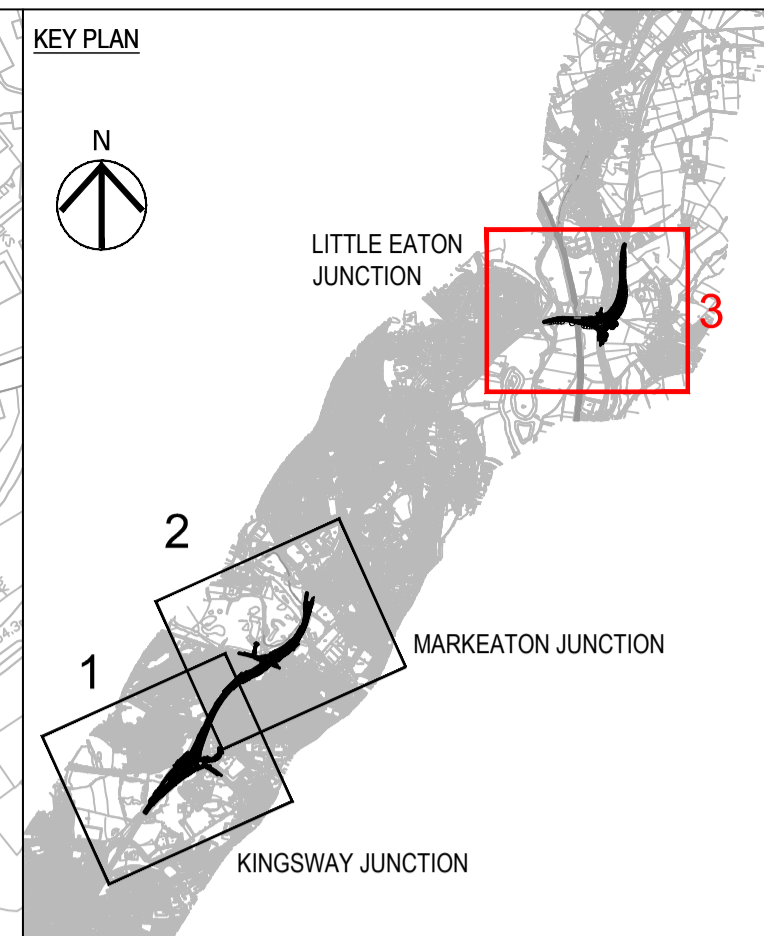 KEY PLAN
N
LITTLE EATON
JUNCTION
3
2
MARKEATON JUNCTION
1
KINGSWAY JUNCTION